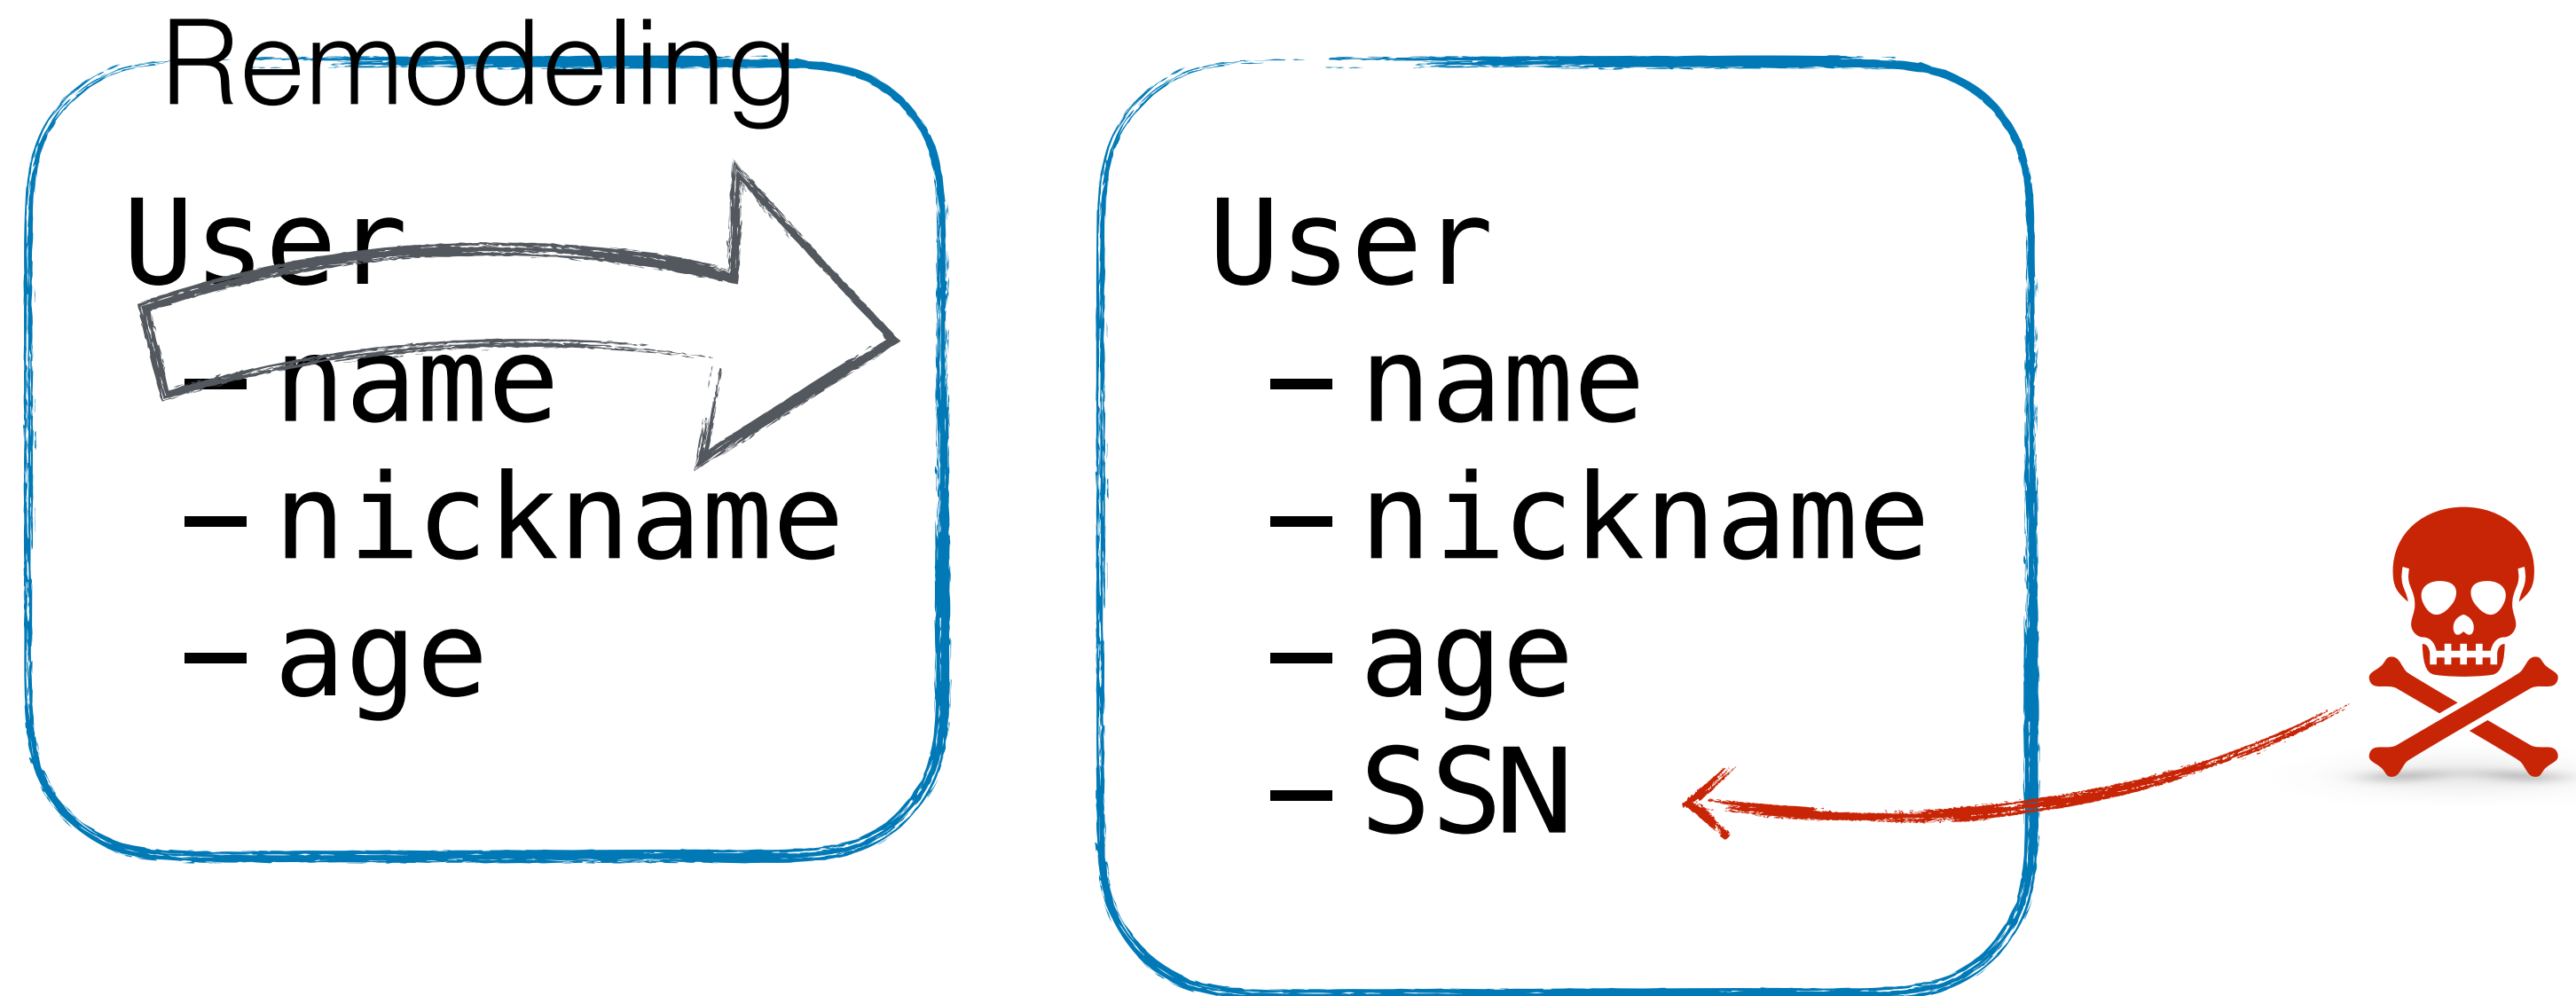 Remodeling
User
– name
– nickname
– age
User
– name
– nickname
– age
– SSN